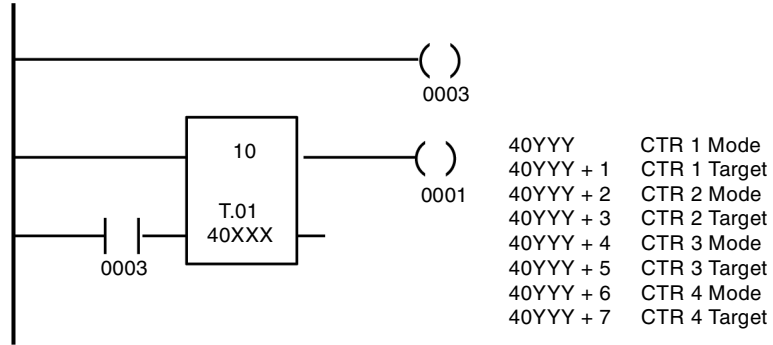 0003
10
0001
T.01
40XXX
0003
40YYY CTR 1 Mode
40YYY + 1 CTR 1 Target
40YYY + 2 CTR 2 Mode
40YYY + 3 CTR 2 Target
40YYY + 4 CTR 3 Mode
40YYY + 5 CTR 3 Target
40YYY + 6 CTR 4 Mode
40YYY + 7 CTR 4 Target